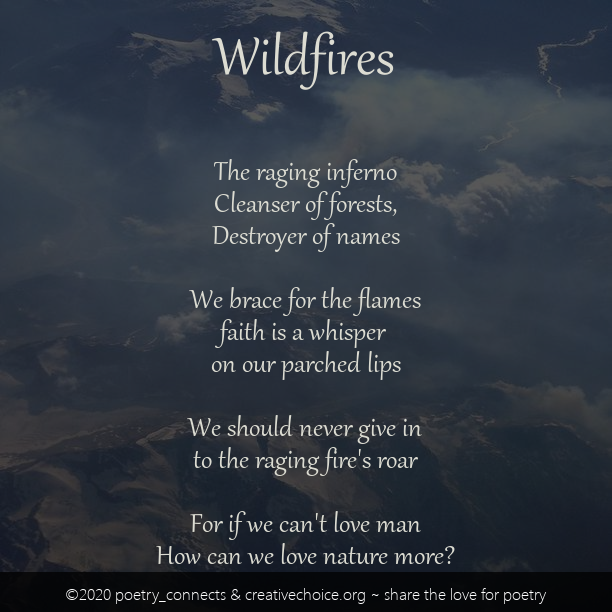 Wildfires
The raging inferno
Cleanser of forests,
Destroyer of names
We brace for the flames
faith is a whisper
on our parched lips
We should never give in
to the raging fire's roar
For if we can't love man
How can we love nature more?
©2020 poetry_connects & creativechoice.org ~ share the love for poetry